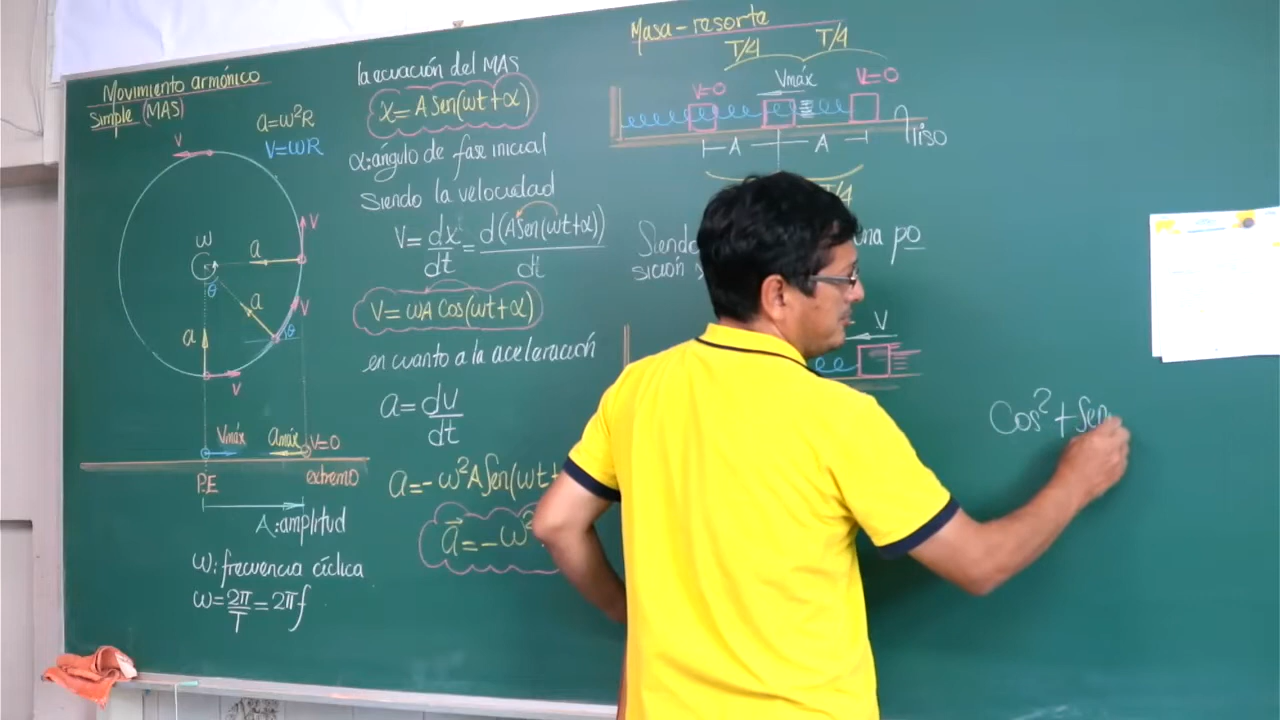 Movimiento armónico
simple (MAS)
a=ω²R
V=ωR
V
V
ω
a
θ
a
V
θ
a
V
Vmáx
amáx
V=0
P.E
extremo
A:amplitud
ω: frecuencia cíclica
ω=2π/T=2πf
la ecuación del MAS
x=A Sen(ωt+α)
α:ángulo de fase inicial
Siendo la velocidad
V=dx/dt=d(ASen(ωt+α))/dt
V=ωA Cos(ωt+α)
en cuanto a la aceleración
a=dv/dt
a=-ω²A Sen(ωt+
a=-ω²
Masa-resorte
T/4
T/4
V=0
Vmáx
V=0
A
A
liso
T/4
Siendo
na po
sición
V
Cos²+Sen